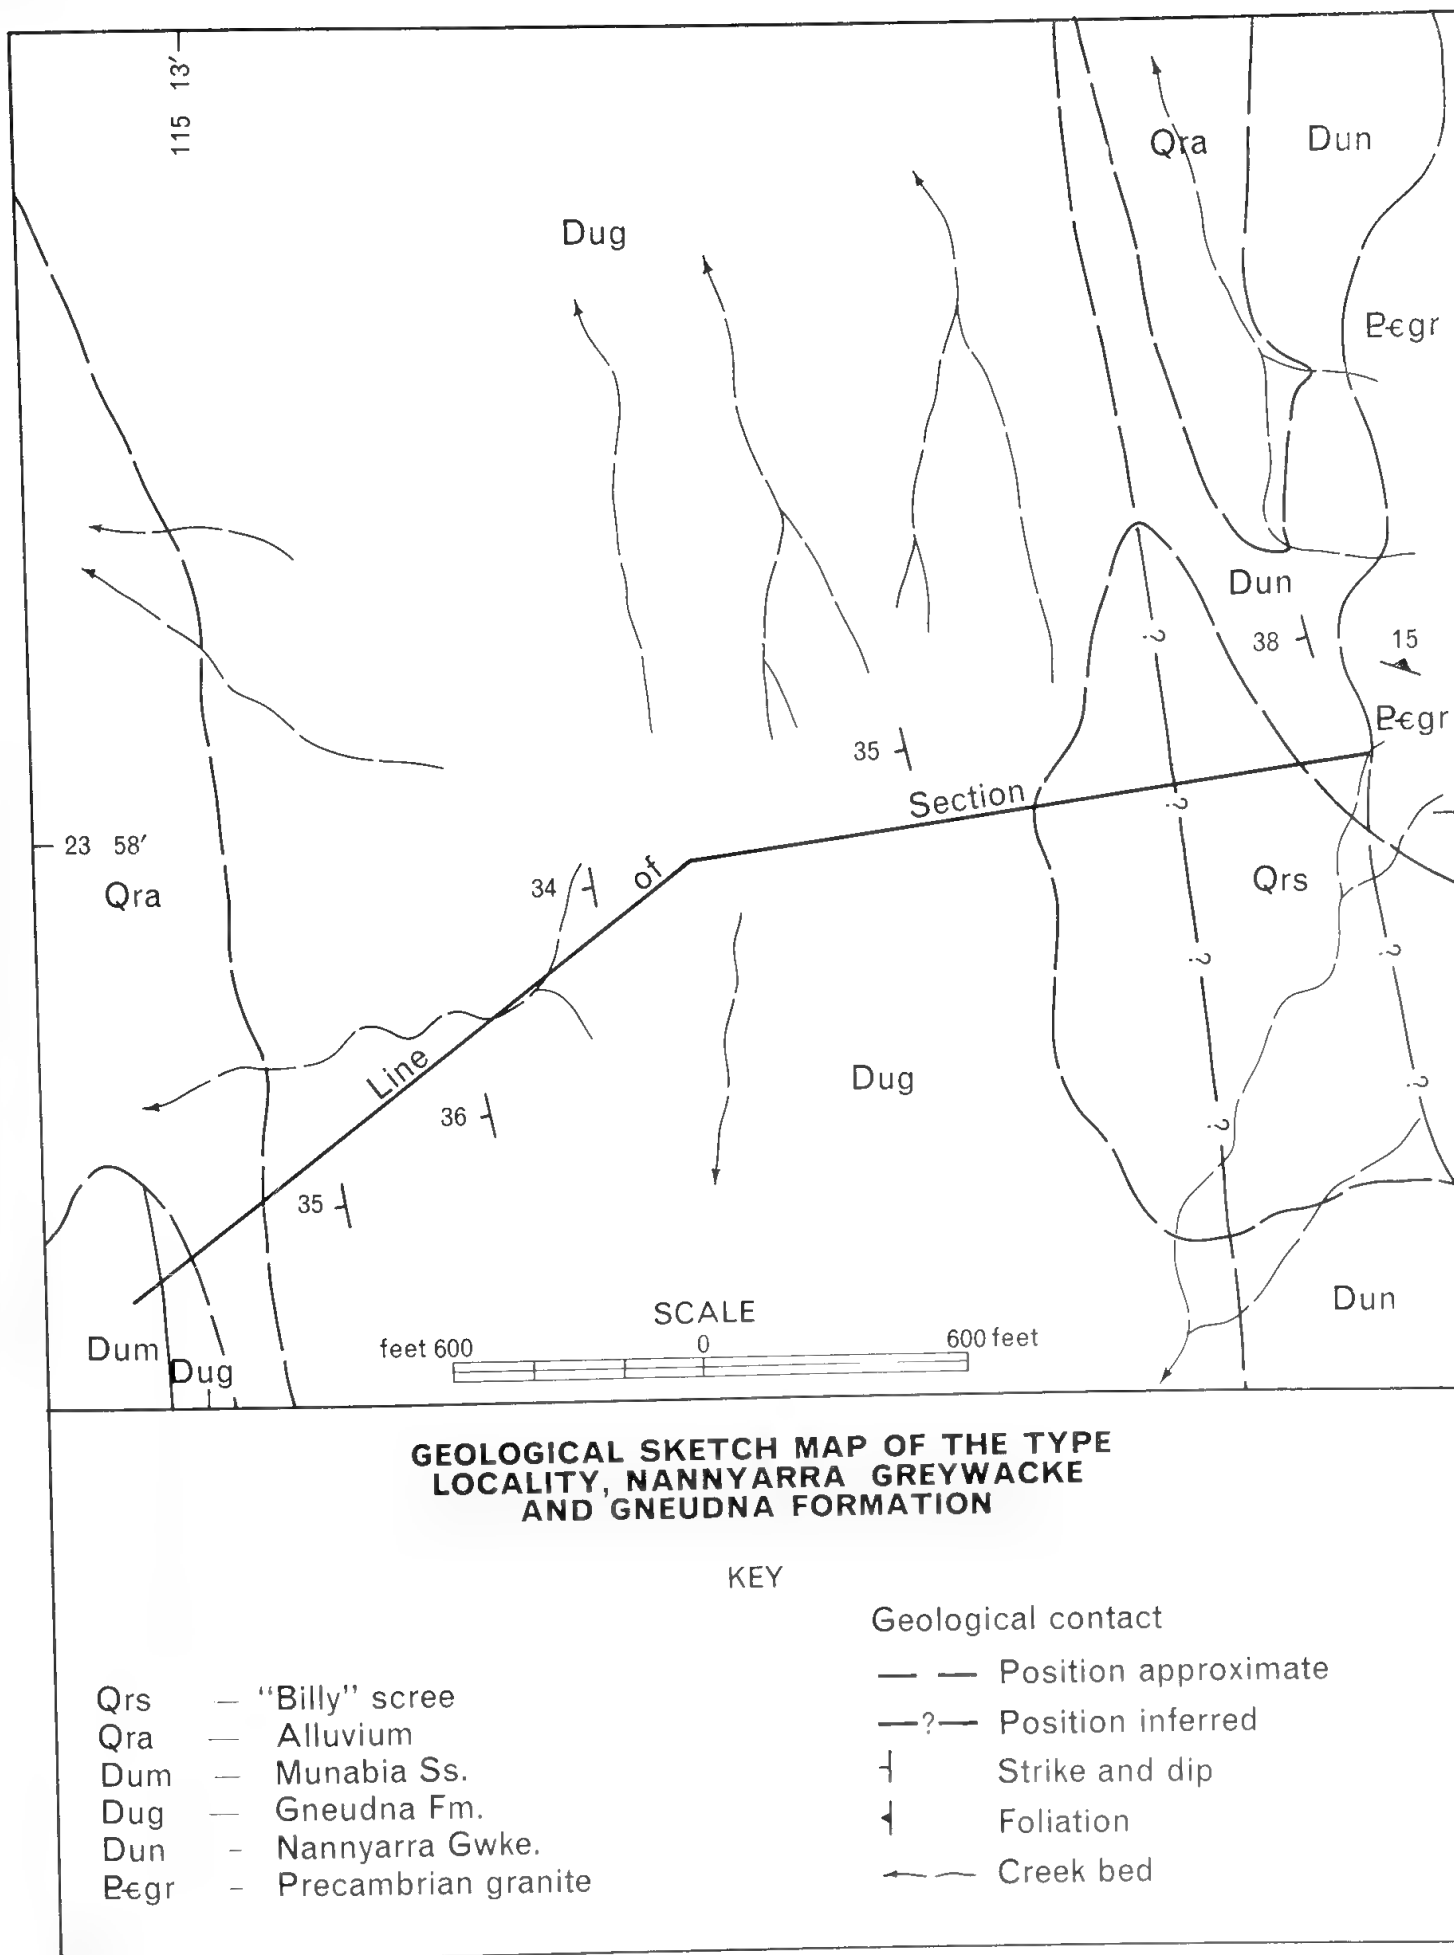 115 13′
Qra
Dun
Dug
P-Єgr
Dun
?
38
15
P-Єgr
35
Section
?
23 58′
Qra
34
of
Qrs
?
?
Line
Dug
?
36
?
35
SCALE
Dun
feet 600 0 600 feet
Dum
Dug
GEOLOGICAL SKETCH MAP OF THE TYPE
LOCALITY, NANNYARRA GREYWACKE
AND GNEUDNA FORMATION
KEY
Geological contact
Position approximate
—?— Position inferred
Strike and dip
Foliation
Creek bed
Qrs – “Billy” scree
Qra — Alluvium
Dum — Munabia Ss.
Dug — Gneudna Fm.
Dun – Nannyarra Gwke.
P-Єgr – Precambrian granite